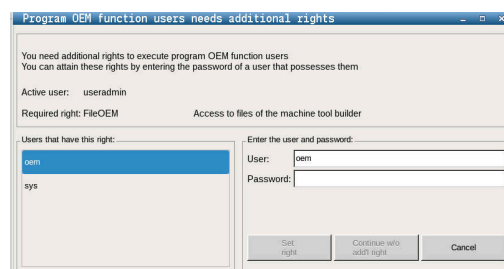 Program OEM function users needs additional rights
You need additional rights to execute program OEM function users
You can attain these rights by entering the password of a user that possesses them
Active user: useradmin
Required right: FileOEM Access to files of the machine tool builder
Users that have this right:
oem
sys
Enter the user and password:
User: oem
Password:
Set right
Continue w/o add'l right
Cancel